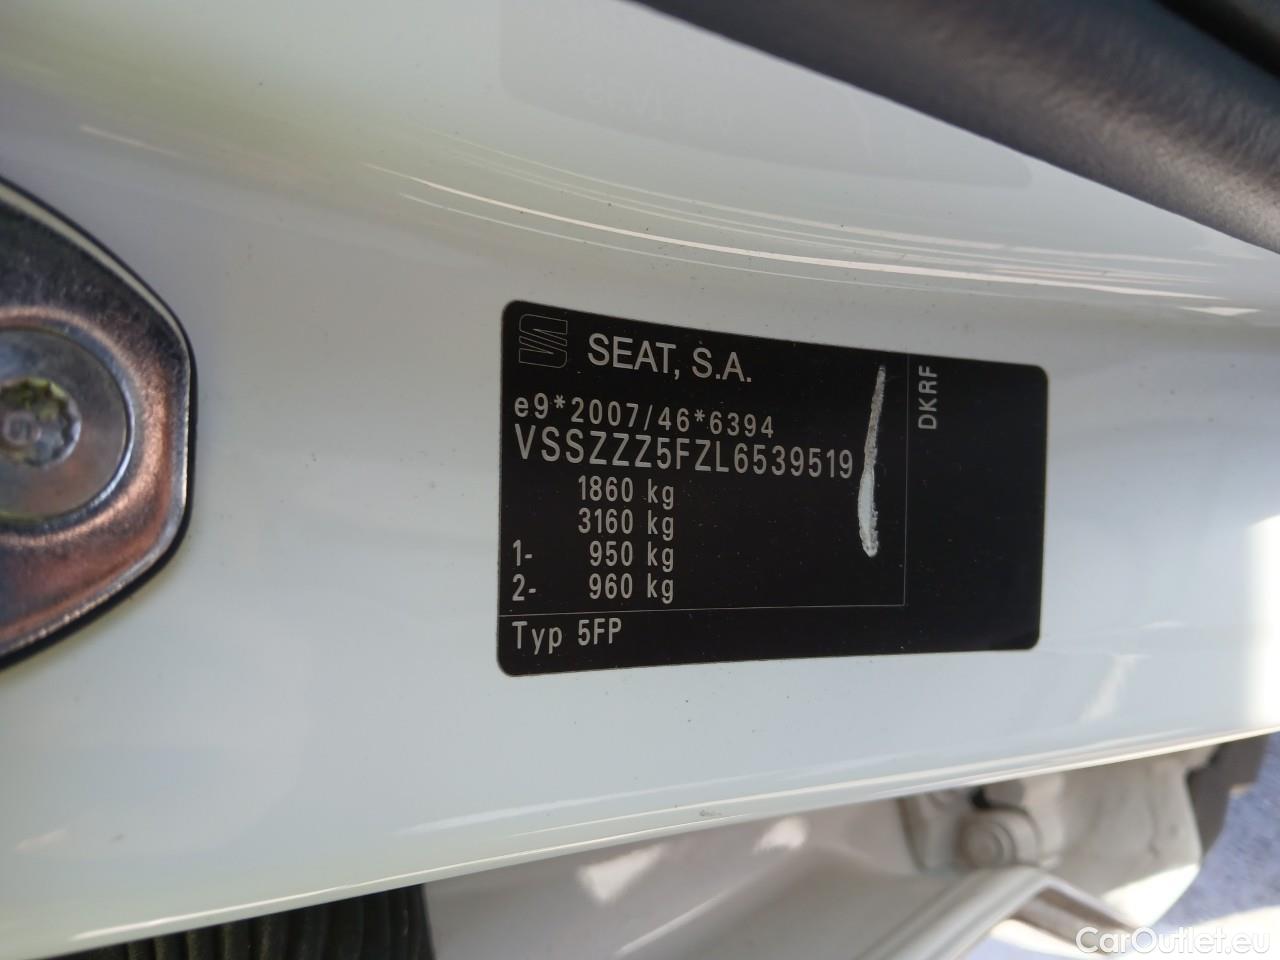 SEAT, S.A.
e9*2007/46*6394
VSSZZZ5FZL6539519
1860 kg
3160 kg
1- 950 kg
2- 960 kg
Typ 5FP
DKRF
CarOutlet.eu